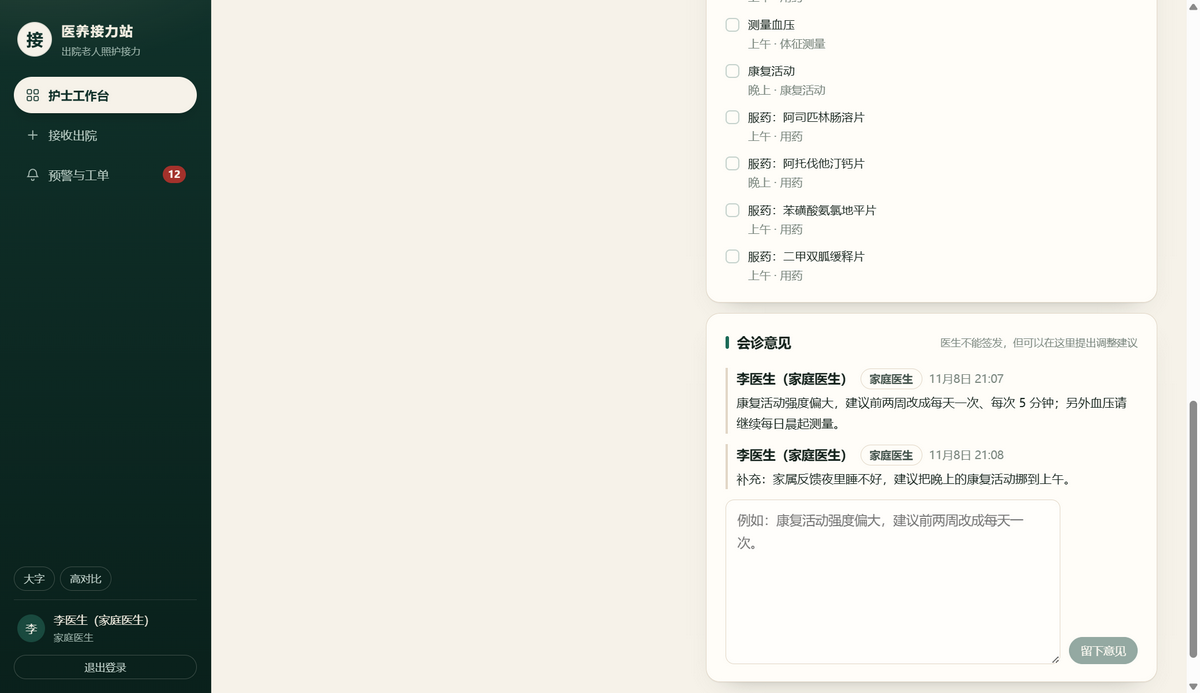 接
医养接力站
出院老人照护接力
护士工作台
接收出院
预警与工单
12
大字
高对比
李
李医生（家庭医生）
家庭医生
退出登录
测量血压
上午 · 体征测量
康复活动
晚上 · 康复活动
服药：阿司匹林肠溶片
上午 · 用药
服药：阿托伐他汀钙片
晚上 · 用药
服药：苯磺酸氨氯地平片
上午 · 用药
服药：二甲双胍缓释片
上午 · 用药
会诊意见
医生不能签发，但可以在这里提出调整建议
李医生（家庭医生） 家庭医生 11月8日 21:07
康复活动强度偏大，建议前两周改成每天一次、每次 5 分钟；另外血压请
继续每日晨起测量。
李医生（家庭医生） 家庭医生 11月8日 21:08
补充：家属反馈夜里睡不好，建议把晚上的康复活动挪到上午。
例如：康复活动强度偏大，建议前两周改成每天一
次。
留下意见